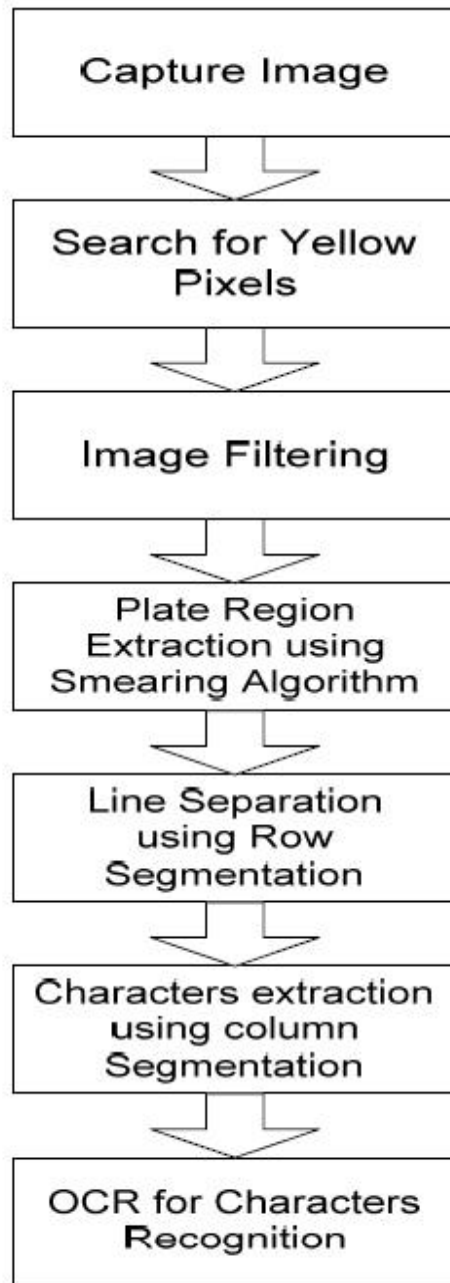 Capture Image
Search for Yellow
Pixels
Image Filtering
Plate Region
Extraction using
Smearing Algorithm
Line Separation
using Row
Segmentation
Characters extraction
using column
Segmentation
OCR for Characters
Recognition